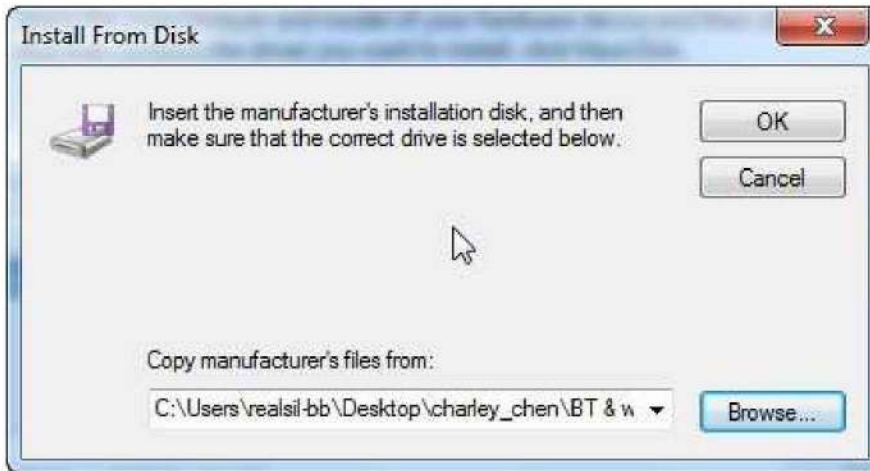 Install From Disk
Insert the manufacturer's installation disk, and then
make sure that the correct drive is selected below.
OK
Cancel
Copy manufacturer's files from:
C:\Users\realsil-bb\Desktop\charley_chen\BT & w
Browse...